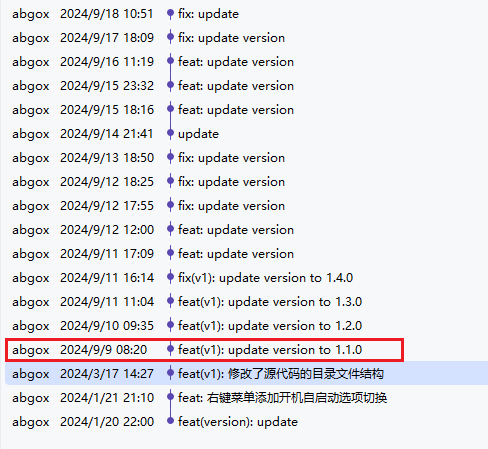 abgox 2024/9/18 10:51 fix: update
abgox 2024/9/17 18:09 fix: update version
abgox 2024/9/16 11:19 feat: update version
abgox 2024/9/15 23:32 feat: update version
abgox 2024/9/15 18:16 feat: update version
abgox 2024/9/14 21:41 update
abgox 2024/9/13 18:50 fix: update version
abgox 2024/9/12 18:25 fix: update version
abgox 2024/9/12 17:55 fix: update version
abgox 2024/9/12 12:00 feat: update version
abgox 2024/9/11 17:09 feat: update version
abgox 2024/9/11 16:14 fix(v1): update version to 1.4.0
abgox 2024/9/11 11:04 feat(v1): update version to 1.3.0
abgox 2024/9/10 09:35 feat(v1): update version to 1.2.0
abgox 2024/9/9 08:20 feat(v1): update version to 1.1.0
abgox 2024/3/17 14:27 feat(v1): 修改了源代码的目录文件结构
abgox 2024/1/21 21:10 feat: 右键菜单添加开机自启动选项切换
abgox 2024/1/20 22:00 feat(version): update